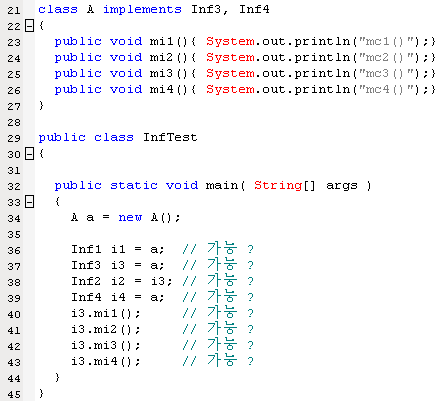 21 class A implements Inf3, Inf4
22 {
23 public void mi1(){ System.out.println("mc1()");}
24 public void mi2(){ System.out.println("mc2()");}
25 public void mi3(){ System.out.println("mc3()");}
26 public void mi4(){ System.out.println("mc4()");}
27 }
28
29 public class InfTest
30 {
31
32 public static void main( String[] args )
33 {
34 A a = new A();
35
36 Inf1 i1 = a; // 가능 ?
37 Inf3 i3 = a; // 가능 ?
38 Inf2 i2 = i3; // 가능 ?
39 Inf4 i4 = a; // 가능 ?
40 i3.mi1(); // 가능 ?
41 i3.mi2(); // 가능 ?
42 i3.mi3(); // 가능 ?
43 i3.mi4(); // 가능 ?
44 }
45 }